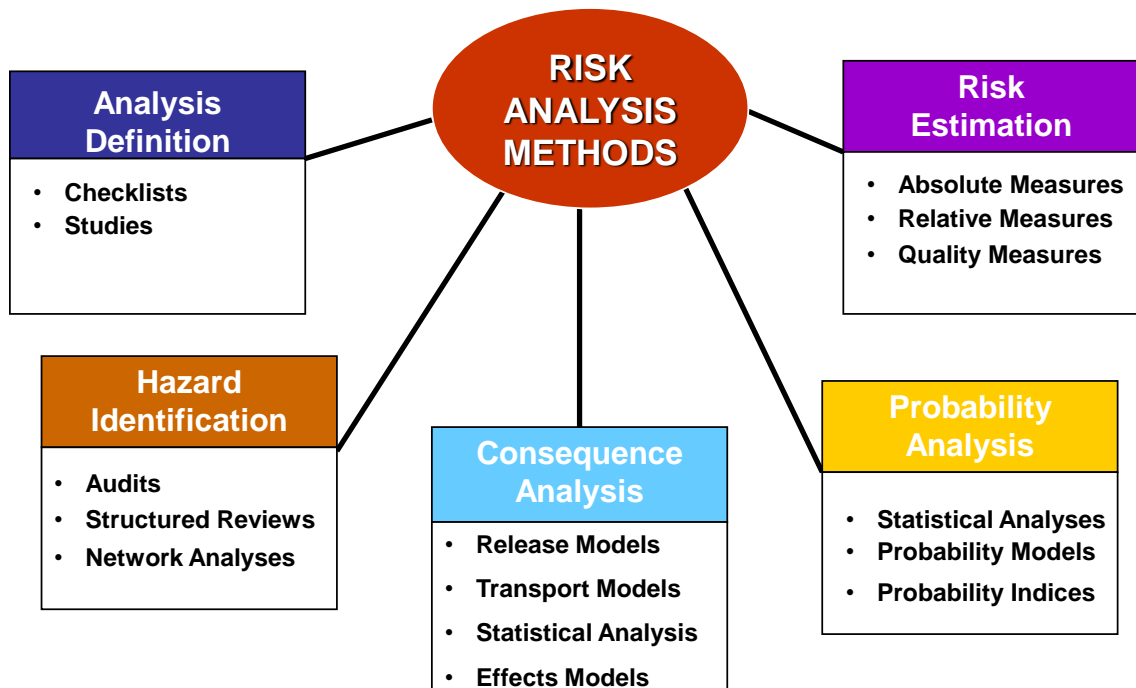 RISK
ANALYSIS
METHODS
Analysis
Definition
• Checklists
• Studies
Risk
Estimation
• Absolute Measures
• Relative Measures
• Quality Measures
Hazard
Identification
• Audits
• Structured Reviews
• Network Analyses
Consequence
Analysis
• Release Models
• Transport Models
• Statistical Analysis
• Effects Models
Probability
Analysis
• Statistical Analyses
• Probability Models
• Probability Indices